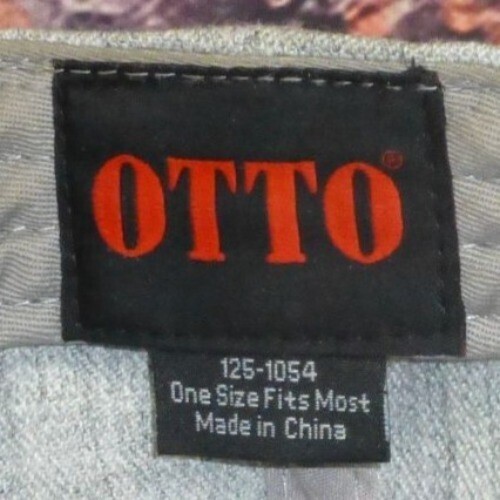 OTTO®
125-1054
One Size Fits Most
Made in China